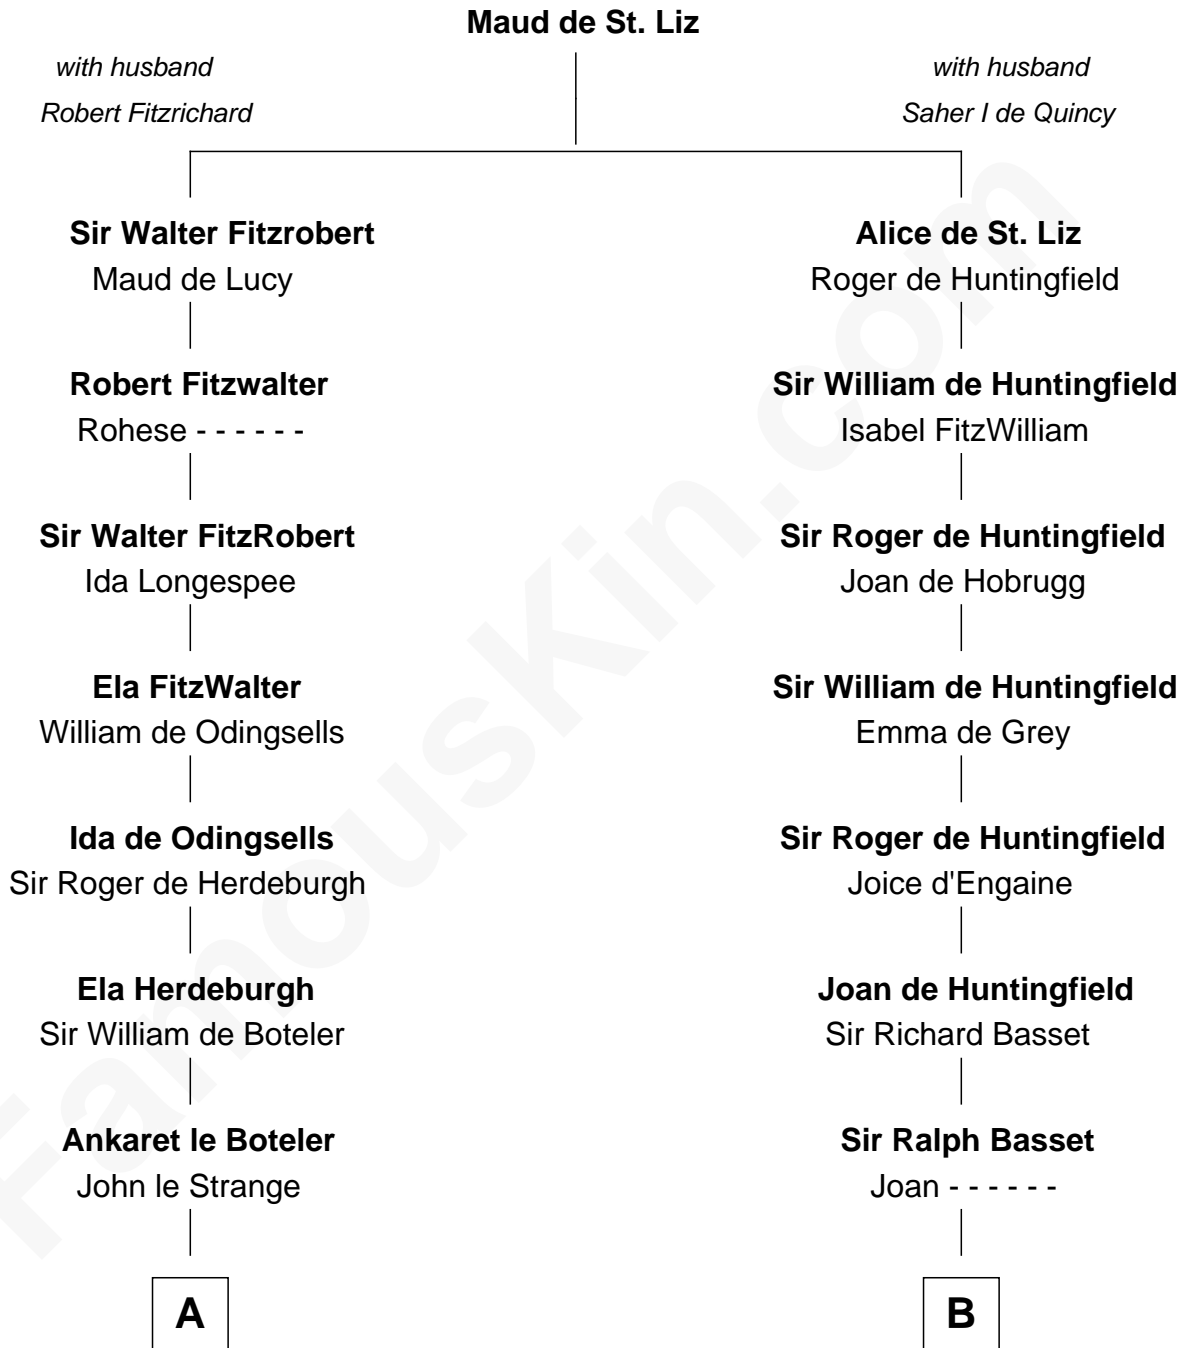 Maud de St. Liz
with husband
Robert Fitzrichard
with husband
Saher I de Quincy
Sir Walter Fitzrobert
Maud de Lucy
Alice de St. Liz
Roger de Huntingfield
Robert Fitzwalter
Rohese - - - - - -
Sir William de Huntingfield
Isabel FitzWilliam
Sir Walter FitzRobert
Ida Longespee
Sir Roger de Huntingfield
Joan de Hobrugg
Ela FitzWalter
William de Odingsells
Sir William de Huntingfield
Emma de Grey
Ida de Odingsells
Sir Roger de Herdeburgh
Sir Roger de Huntingfield
Joice d'Engaine
Ela Herdeburgh
Sir William de Boteler
Joan de Huntingfield
Sir Richard Basset
Ankaret le Boteler
John le Strange
Sir Ralph Basset
Joan - - - - - -
A
B
FamousKin.com